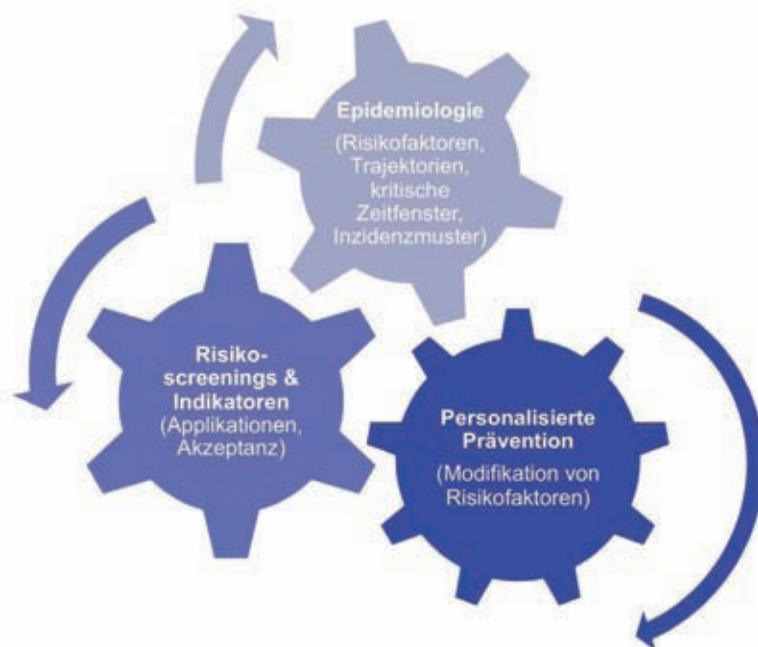 Epidemiologie
(Risikofaktoren,
Trajektorien,
kritische
Zeitfenster,
Inzidenzmuster)
Risiko-
screenings &
Indikatoren
(Applikationen,
Akzeptanz)
Personalisierte
Prävention
(Modifikation von
Risikofaktoren)